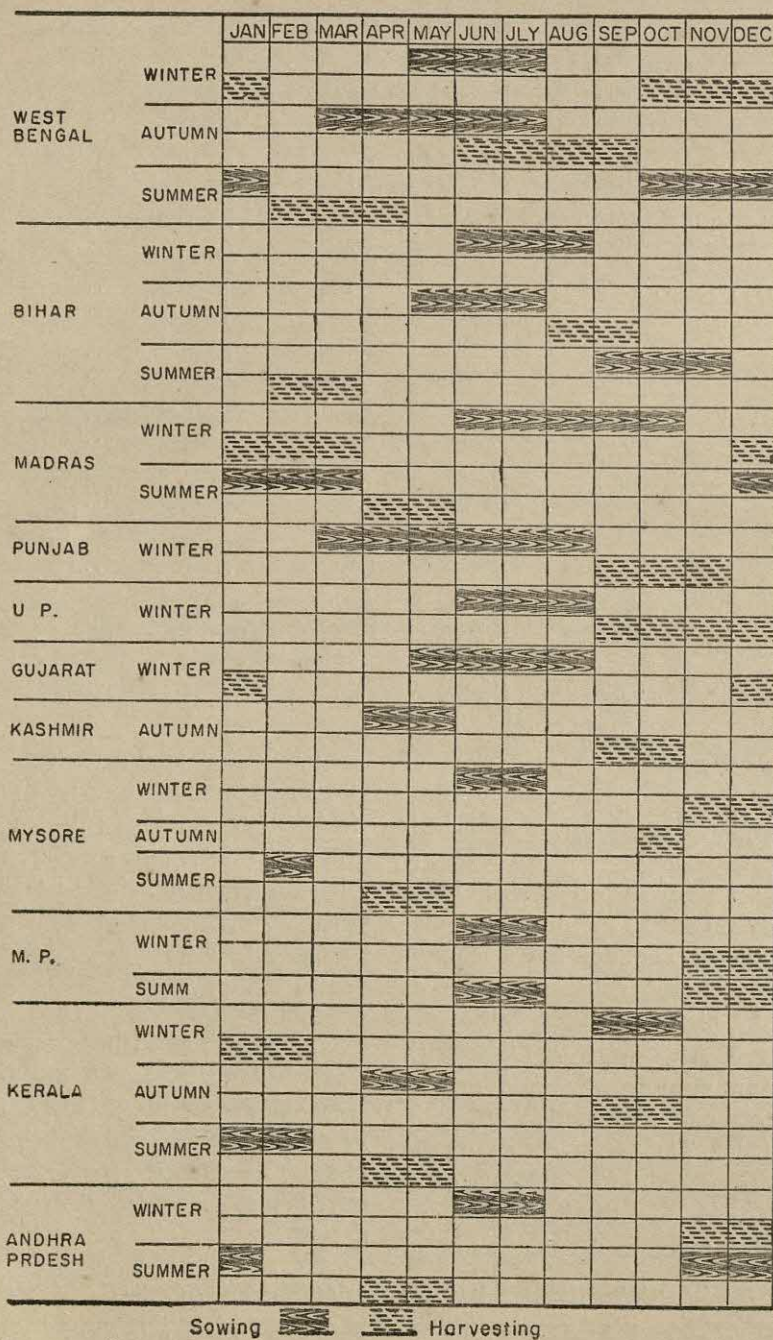 JAN FEB MAR APR MAY JUN JLY AUG SEP OCT NOV DEC
WEST BENGAL
WINTER
AUTUMN
SUMMER
BIHAR
WINTER
AUTUMN
SUMMER
MADRAS
WINTER
SUMMER
PUNJAB WINTER
U P. WINTER
GUJARAT WINTER
KASHMIR AUTUMN
MYSORE
WINTER
AUTUMN
SUMMER
M. P.
WINTER
SUMM
KERALA
WINTER
AUTUMN
SUMMER
ANDHRA
PRDESH
WINTER
SUMMER
Sowing Harvesting